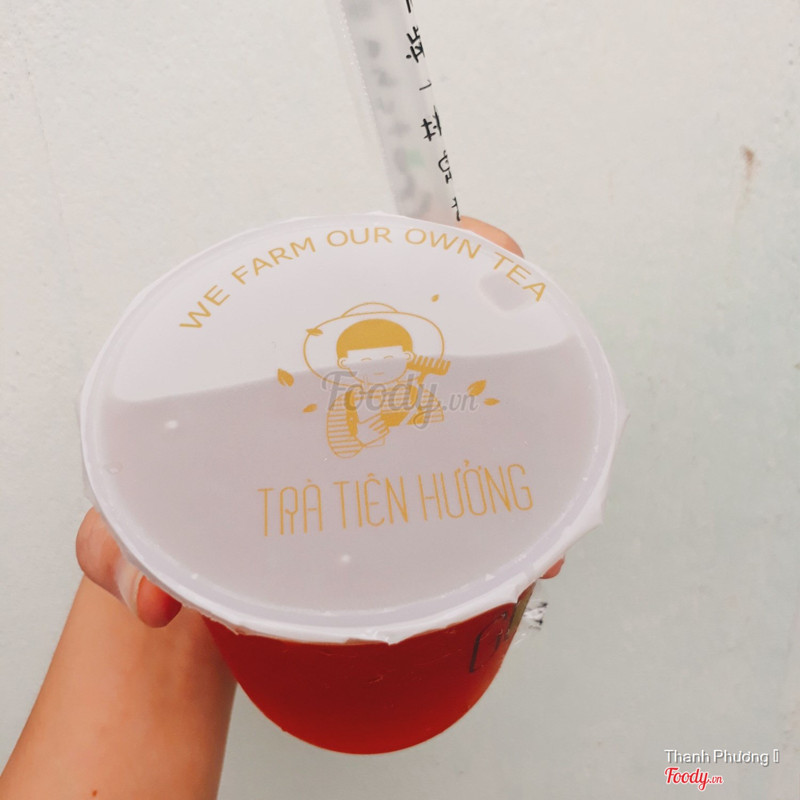 WE FARM OUR OWN TEA
Foody.vn
TRÀ TIÊN HƯỞNG
Thanh Phương
Foody.vn